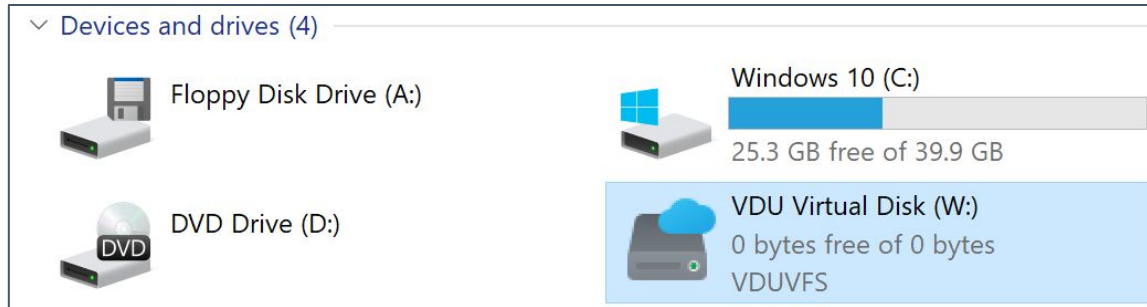 Devices and drives (4)
Floppy Disk Drive (A:)
Windows 10 (C:)
25.3 GB free of 39.9 GB
DVD Drive (D:)
DVD
VDU Virtual Disk (W:)
0 bytes free of 0 bytes
VDUVFS